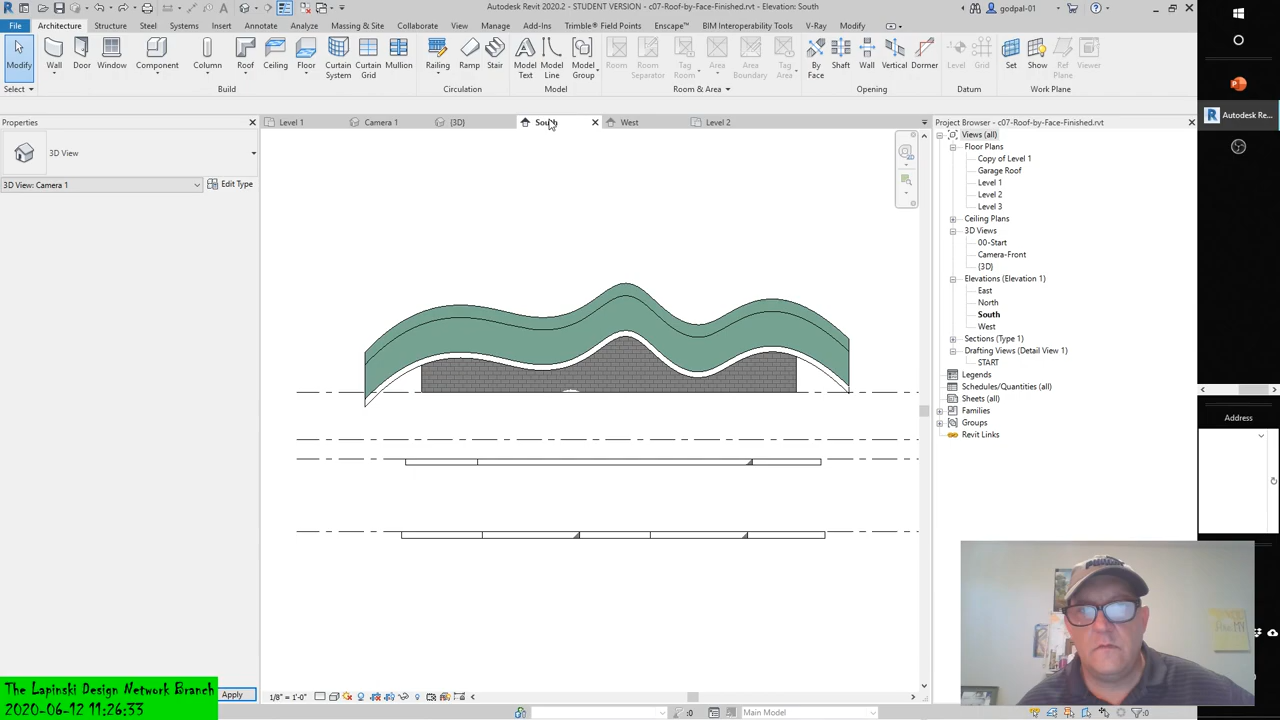 Autodesk Revit 2020.2 - STUDENT VERSION - c07-Roof-by-Face-Finished.rvt - Elevation: South
godpal-01
File Architecture Structure Steel Systems Insert Annotate Analyze Massing & Site Collaborate View Manage Add-Ins Trimble® Field Points Enscape™ BIM Interoperability Tools V-Ray Modify
Modify Wall Door Window Component Column Roof Ceiling Floor Curtain System Curtain Grid Mullion Railing Ramp Stair Model Text Model Line Model Group Room Room Separator Tag Room Area Area Boundary Tag Area By Face Shaft Wall Vertical Dormer Level Grid Set Show Ref Plane Viewer
Select Build Circulation Model Room & Area Opening Work Plane
Autodesk Revit...
Properties
3D View
3D View: Camera 1
Edit Type
Apply
Level 1 Camera 1 {3D} South West Level 2
1/8" = 1'-0"
:0
Main Model
:0
Project Browser - c07-Roof-by-Face-Finished.rvt
Views (all)
Floor Plans
Copy of Level 1
Garage Roof
Level 1
Level 2
Level 3
Ceiling Plans
3D Views
00-Start
Camera-Front
{3D}
Elevations (Elevation 1)
East
North
South
West
Sections (Type 1)
Drafting Views (Detail View 1)
START
Legends
Schedules/Quantities (all)
Sheets (all)
Families
Groups
Revit Links
Address
The Lapinski Design Network Branch
2020-06-12 11:26:33